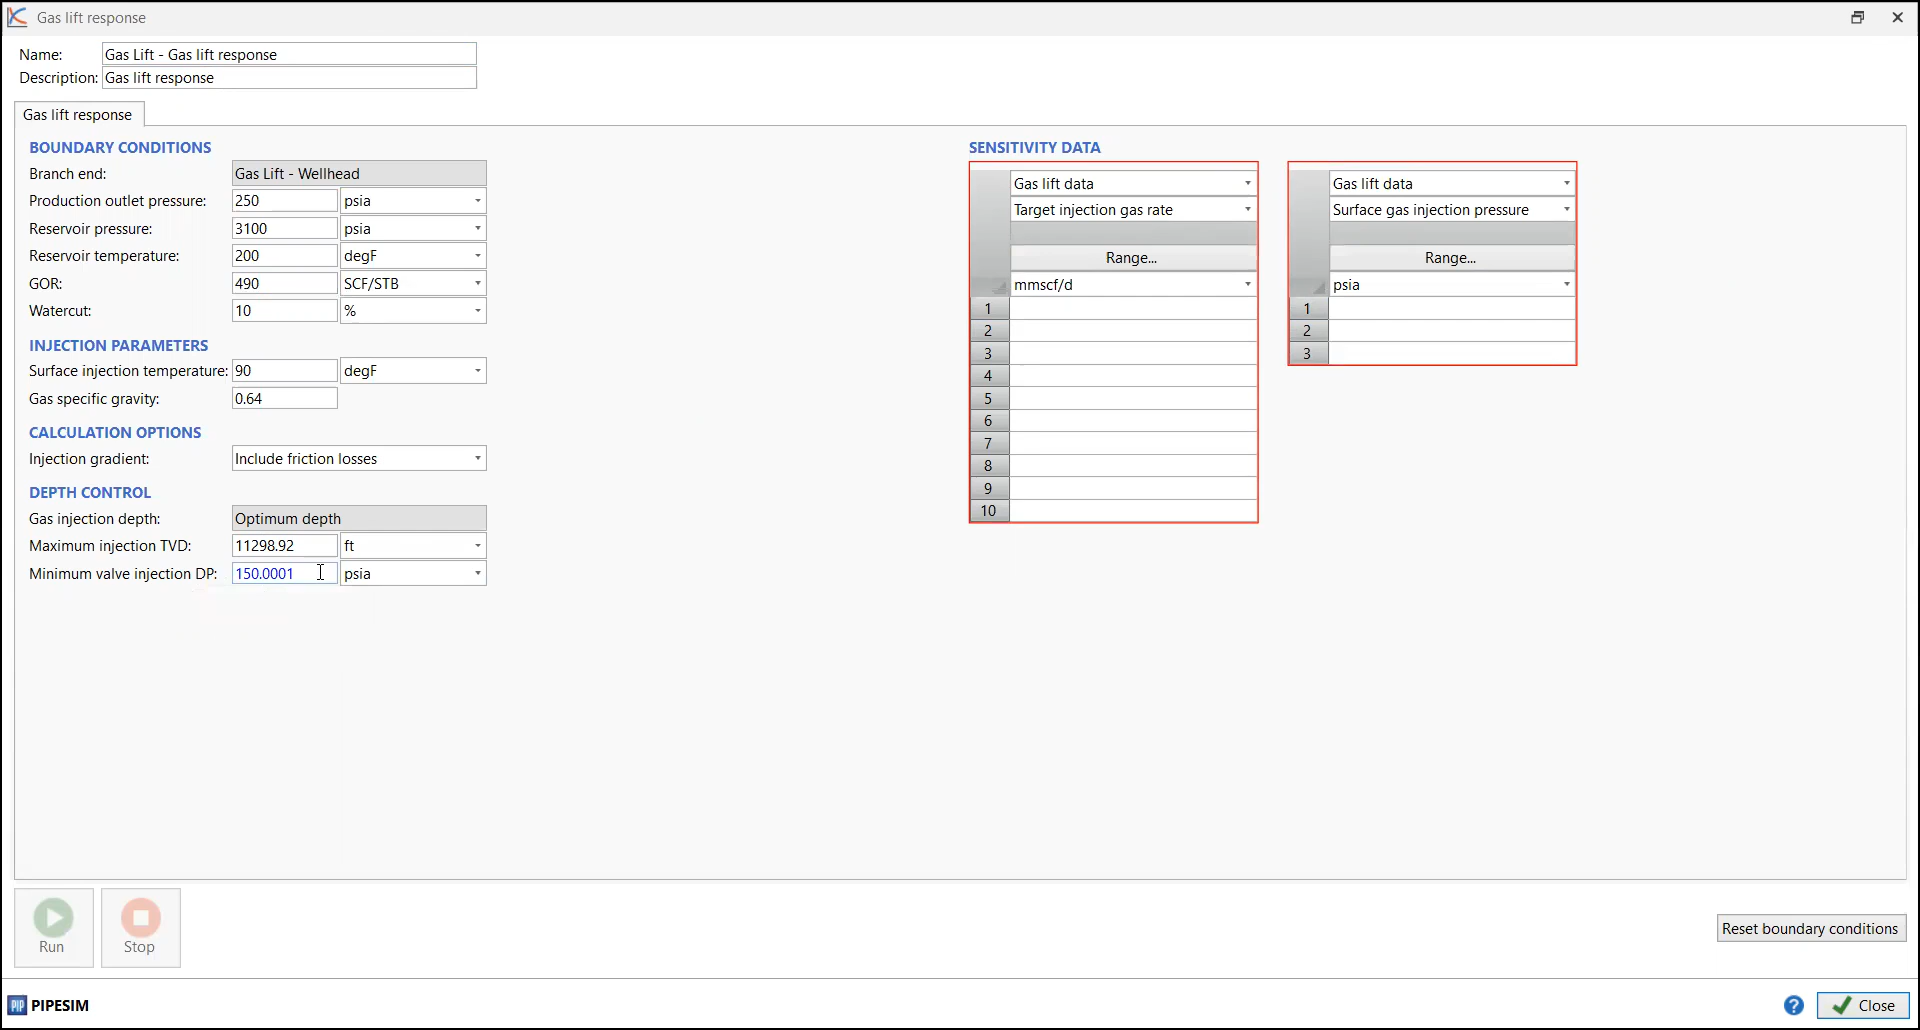 Gas lift response
Name: Gas Lift - Gas lift response
Description: Gas lift response
Gas lift response
BOUNDARY CONDITIONS
Branch end: Gas Lift - Wellhead
Production outlet pressure: 250 psia
Reservoir pressure: 3100 psia
Reservoir temperature: 200 degF
GOR: 490 SCF/STB
Watercut: 10 %
INJECTION PARAMETERS
Surface injection temperature: 90 degF
Gas specific gravity: 0.64
CALCULATION OPTIONS
Injection gradient: Include friction losses
DEPTH CONTROL
Gas injection depth: Optimum depth
Maximum injection TVD: 11298.92 ft
Minimum valve injection DP: 150.0001 psia
SENSITIVITY DATA
Gas lift data
Target injection gas rate
Range...
mmscf/d
1
2
3
4
5
6
7
8
9
10
Gas lift data
Surface gas injection pressure
Range...
psia
1
2
3
Run
Stop
Reset boundary conditions
PIP PIPESIM
? Close